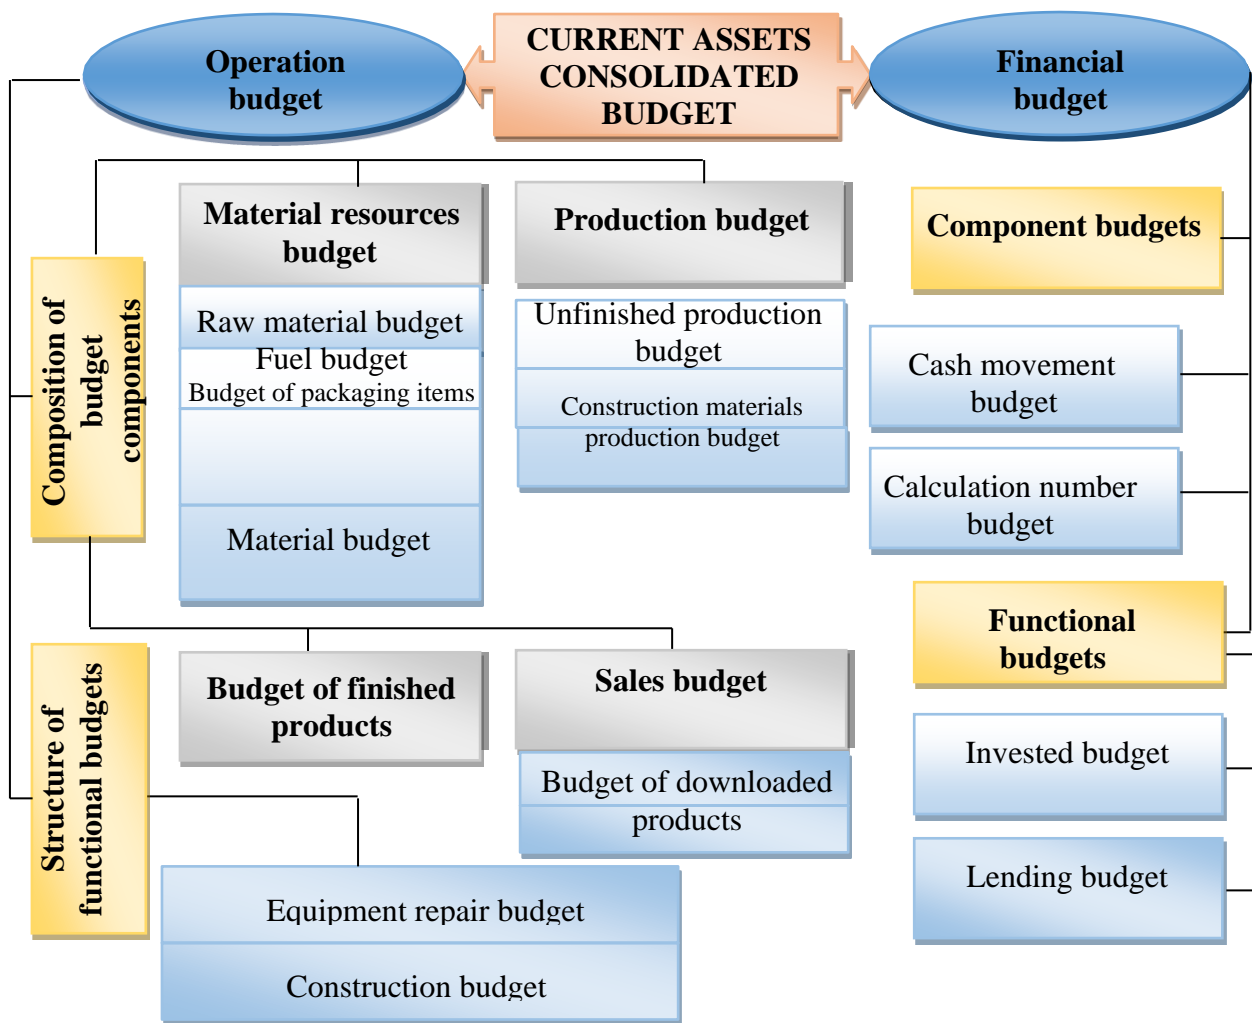 Operation
budget
CURRENT ASSETS
CONSOLIDATED
BUDGET
Financial
budget
Composition of
budget
components
Material resources
budget
Raw material budget
Fuel budget
Budget of packaging items
Material budget
Production budget
Unfinished production
budget
Construction materials
production budget
Component budgets
Cash movement
budget
Calculation number
budget
Structure of
functional budgets
Budget of finished
products
Sales budget
Budget of downloaded
products
Equipment repair budget
Construction budget
Functional
budgets
Invested budget
Lending budget